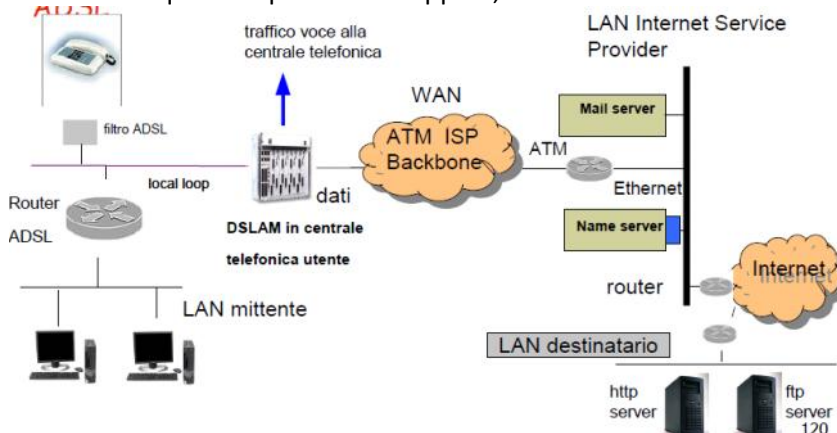 ADSL
traffico voce alla
centrale telefonica
LAN Internet Service
Provider
WAN
Mail server
filtro ADSL
ATM ISP
Backbone
ATM
local loop
dati
Ethernet
Router
ADSL
DSLAM in centrale
telefonica utente
Name server
Internet
router
LAN mittente
LAN destinatario
http
server
ftp
server
120